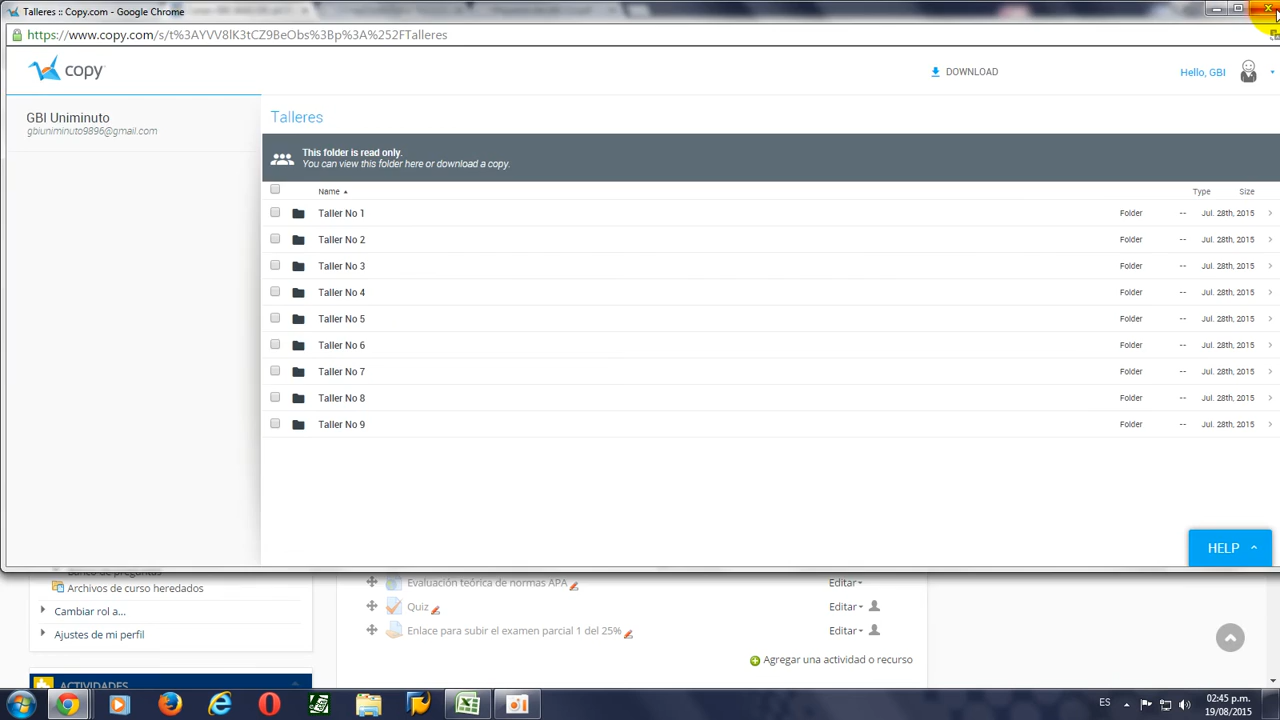 Talleres :: Copy.com - Google Chrome
https://www.copy.com/s/t%3AYVV8lK3tCZ9BeObs%3Bp%3A%252FTalleres
copy
DOWNLOAD
Hello, GBI
GBI Uniminuto
gbiuniminuto9896@gmail.com
Talleres
This folder is read only.
You can view this folder here or download a copy.
Name Type Size
Taller No 1 Folder -- Jul. 28th, 2015
Taller No 2 Folder -- Jul. 28th, 2015
Taller No 3 Folder -- Jul. 28th, 2015
Taller No 4 Folder -- Jul. 28th, 2015
Taller No 5 Folder -- Jul. 28th, 2015
Taller No 6 Folder -- Jul. 28th, 2015
Taller No 7 Folder -- Jul. 28th, 2015
Taller No 8 Folder -- Jul. 28th, 2015
Taller No 9 Folder -- Jul. 28th, 2015
HELP
Banco de preguntas
Archivos de curso heredados
Cambiar rol a...
Ajustes de mi perfil
ACTIVIDADES
Evaluación teórica de normas APA Editar
Quiz Editar
Enlace para subir el examen parcial 1 del 25% Editar
Agregar una actividad o recurso
ES
02:45 p.m.
19/08/2015